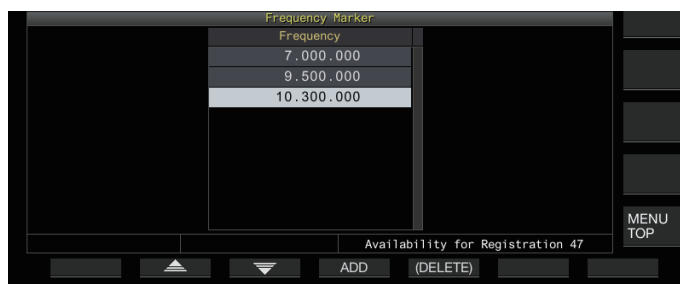 Frequency Marker
Frequency
7.000.000
9.500.000
10.300.000
MENU
TOP
Availability for Registration 47
ADD
(DELETE)